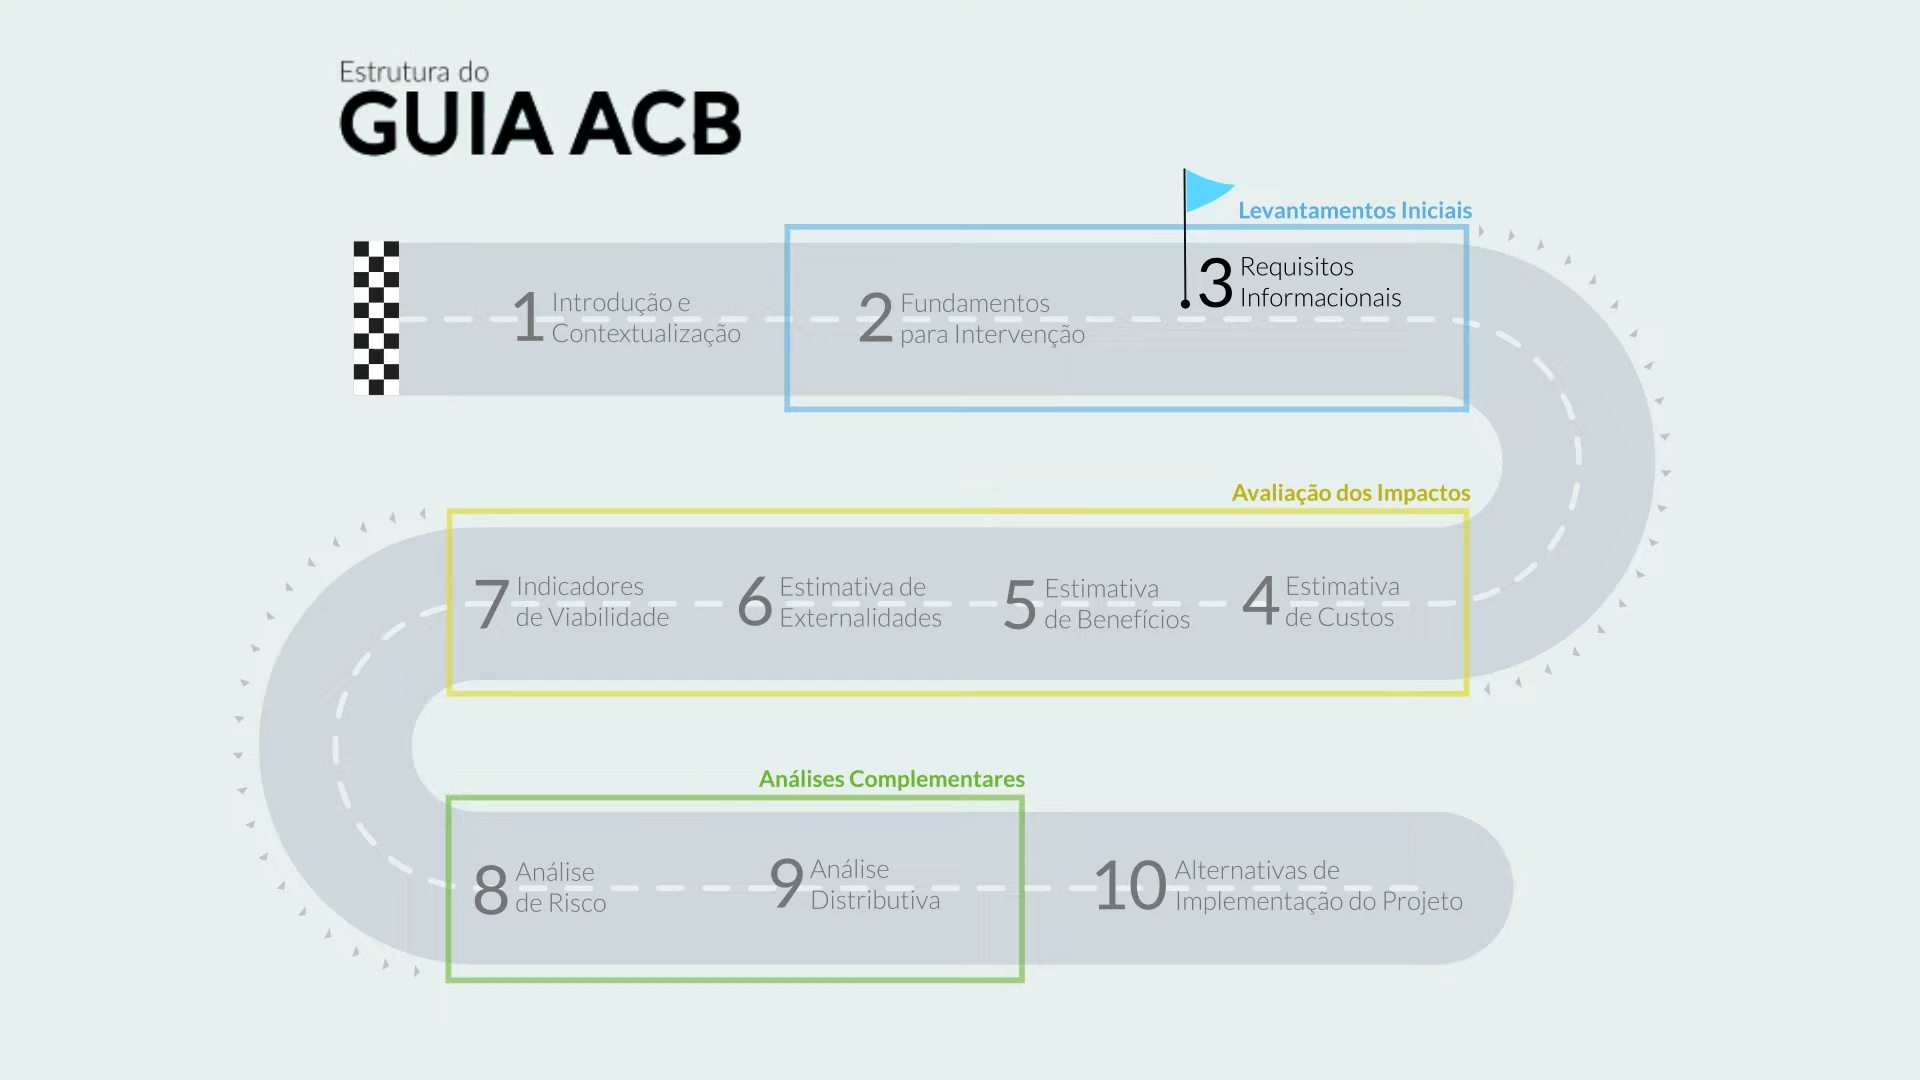 Estrutura do
GUIA ACB
Levantamentos Iniciais
1 Introdução e
Contextualização
2 Fundamentos
para Intervenção
3 Requisitos
Informacionais
Avaliação dos Impactos
7 Indicadores
de Viabilidade
6 Estimativa de
Externalidades
5 Estimativa
de Benefícios
4 Estimativa
de Custos
Análises Complementares
8 Análise
de Risco
9 Análise
Distributiva
10 Alternativas de
Implementação do Projeto